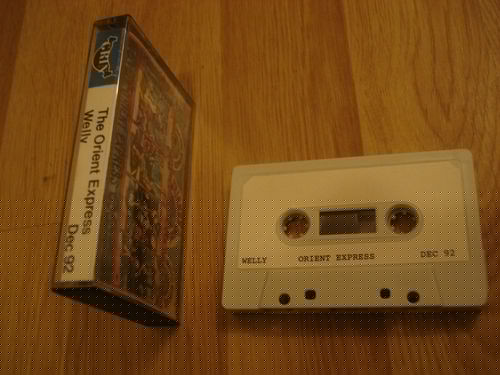 The Orient Express
Welly
Dec 92
WELLY ORIENT EXPRESS DEC 92